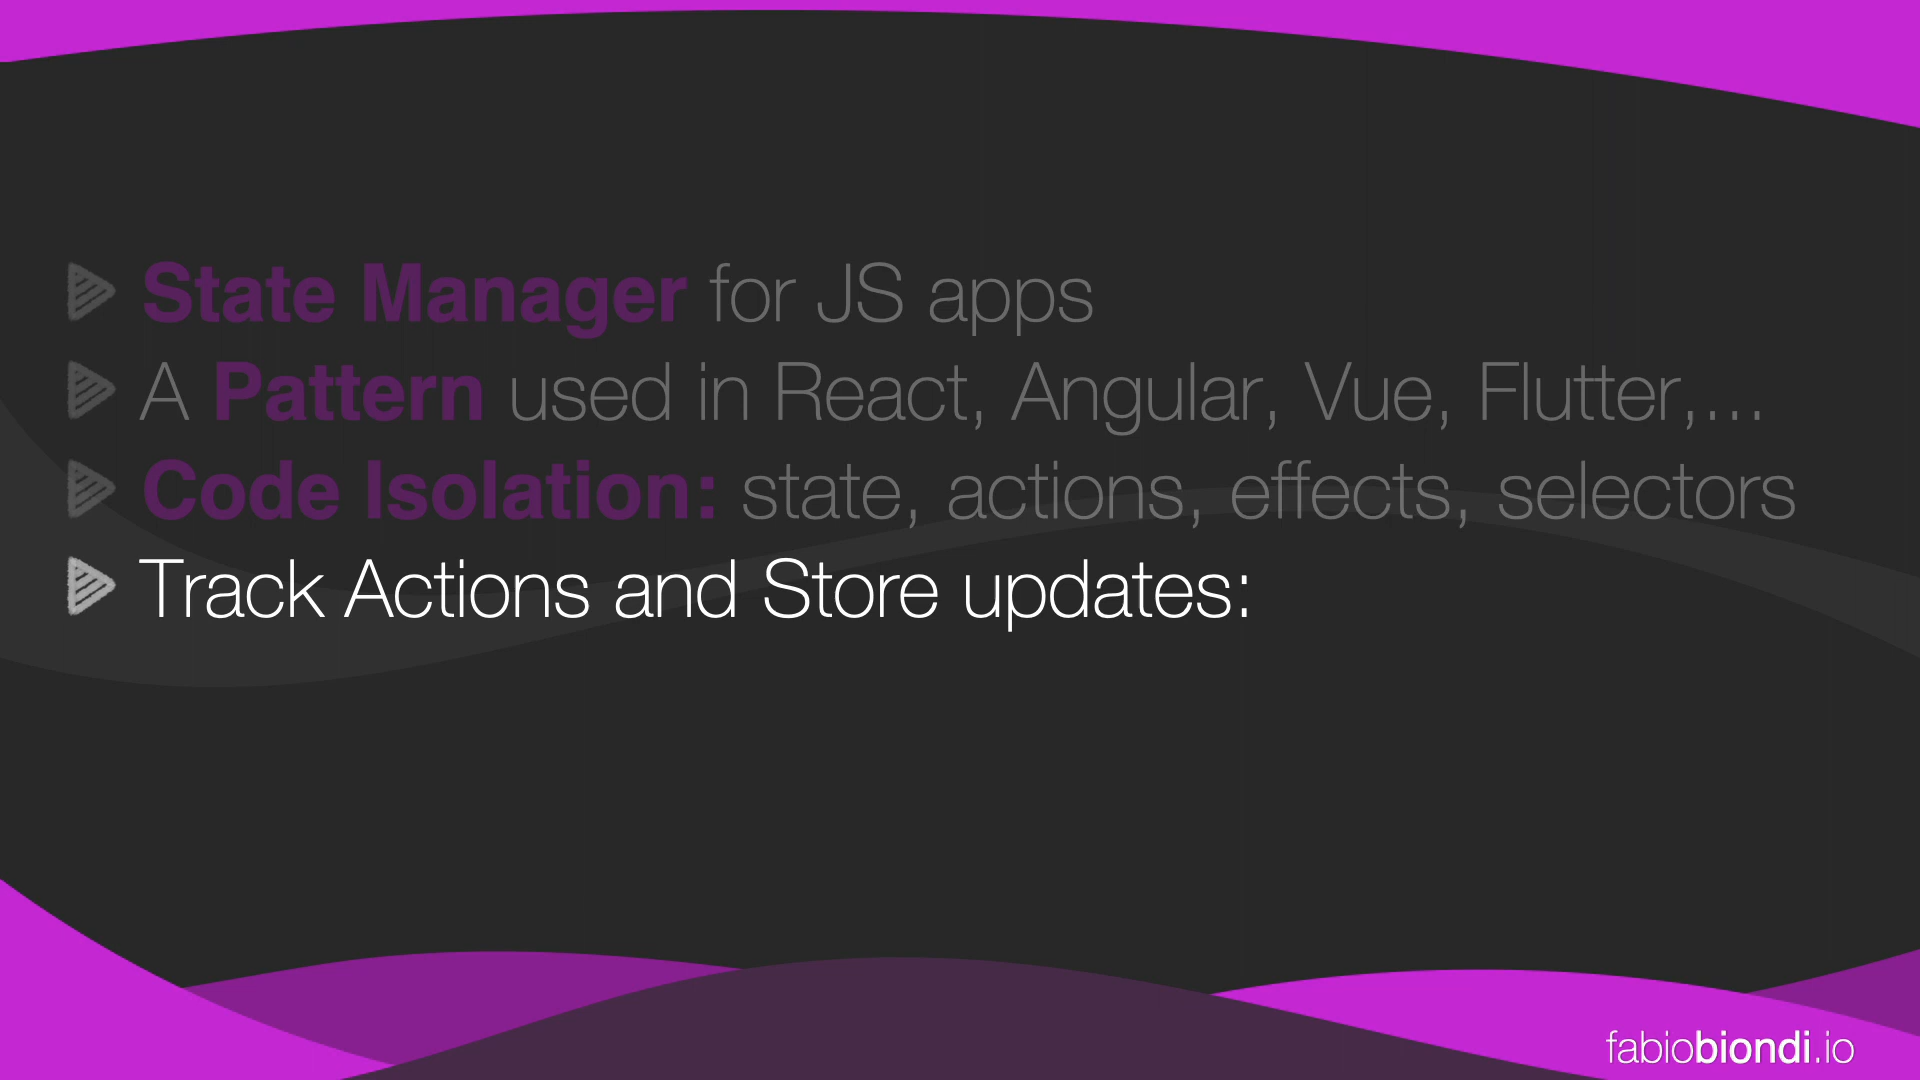 State Manager for JS apps
A Pattern used in React, Angular, Vue, Flutter,...
Code Isolation: state, actions, effects, selectors
Track Actions and Store updates:
fabiobiondi.io